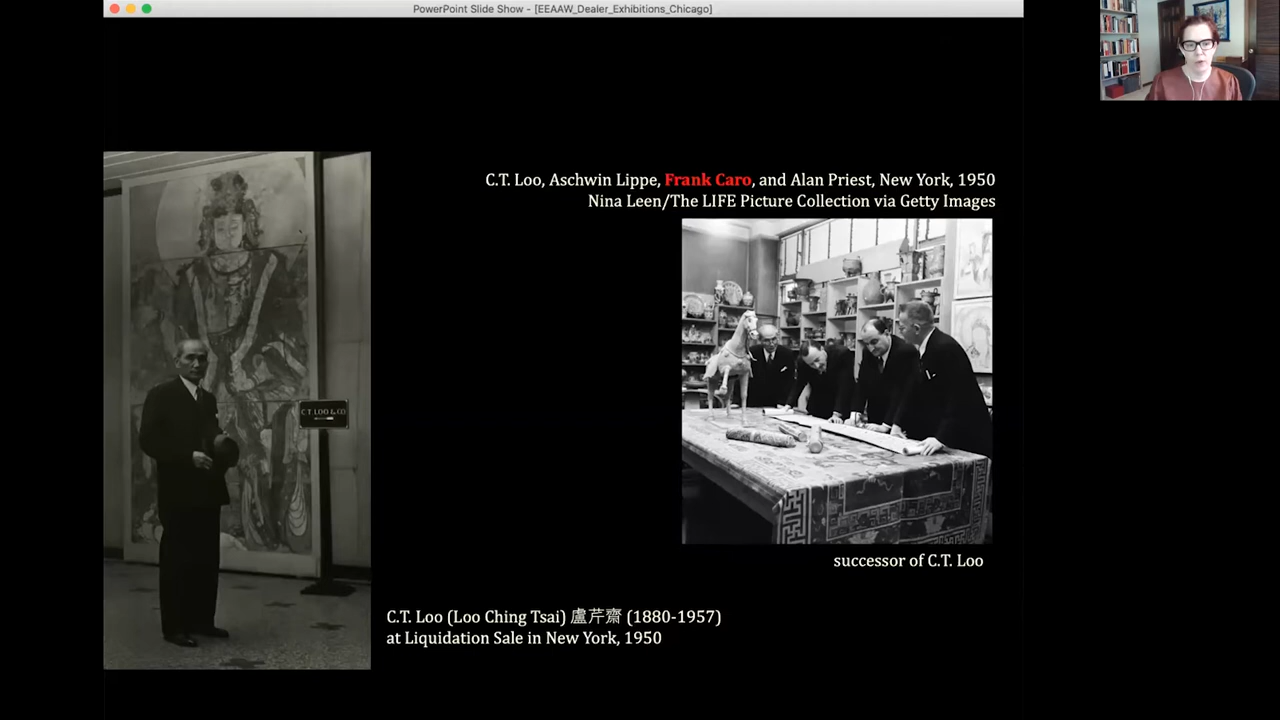 PowerPoint Slide Show - [EEAAW_Dealer_Exhibitions_Chicago]
C.T. Loo, Aschwin Lippe, Frank Caro, and Alan Priest, New York, 1950
Nina Leen/The LIFE Picture Collection via Getty Images
C.T. LOO & CO
successor of C.T. Loo
C.T. Loo (Loo Ching Tsai) 盧芹齋 (1880-1957)
at Liquidation Sale in New York, 1950